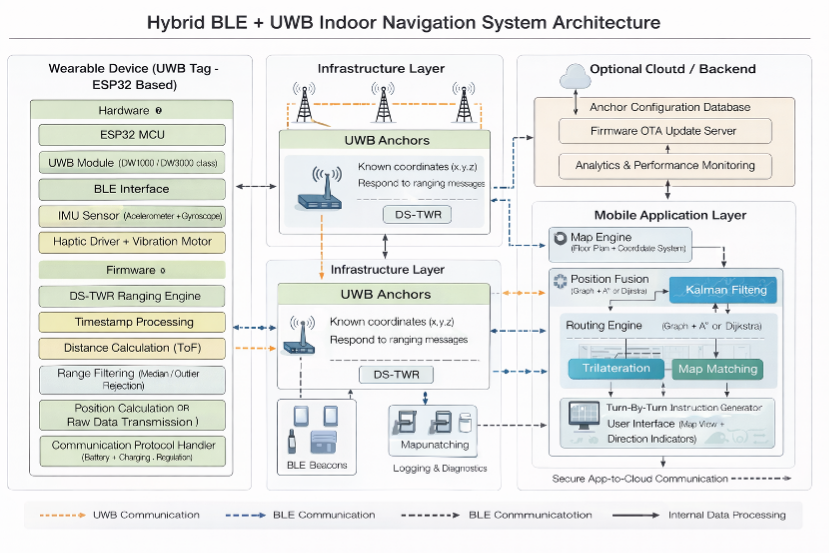 Hybrid BLE + UWB Indoor Navigation System Architecture
Wearable Device (UWB Tag -
ESP32 Based)
Hardware
ESP32 MCU
UWB Module (DW1000 / DW3000 class)
BLE Interface
IMU Sensor (Acelerometer + Gyroscope)
Haptic Driver + Vibration Motor
Firmware
DS-TWR Ranging Engine
Timestamp Processing
Distance Calculation (ToF)
Range Filtering (Median / Outlier
Rejection)
Position Calculation OR
Raw Data Transmission )
Communication Protocol Handler
(Battery + Charging . Regulation)
Infrastructure Layer
UWB Anchors
Known coordinates (x.y.z)
Respond to ranging messages
DS-TWR
Infrastructure Layer
UWB Anchors
Known coordinates (x,y.z)
Respond to ranging messages
DS-TWR
BLE Beacons
Mapunatching
Logging & Diagnostics
Optional Cloutd / Backend
Anchor Configuration Database
Firmware OTA Update Server
Analytics & Performance Monitoring
Mobile Application Layer
Map Engine
(Floor Plan + Coordinate System)
Position Fusion
(Graph + A* or Dijistra)
Kalman Filteng
Routing Engine (Graph + A* or Dijkstra)
Trilateration
Map Matching
Turn-By-Turn Instruction Generator
User Interface (Map View +
Direction Indicators)
Secure App-to-Cloud Communication
UWB Communication
BLE Communication
BLE Conmmunicatotion
Internal Data Processing